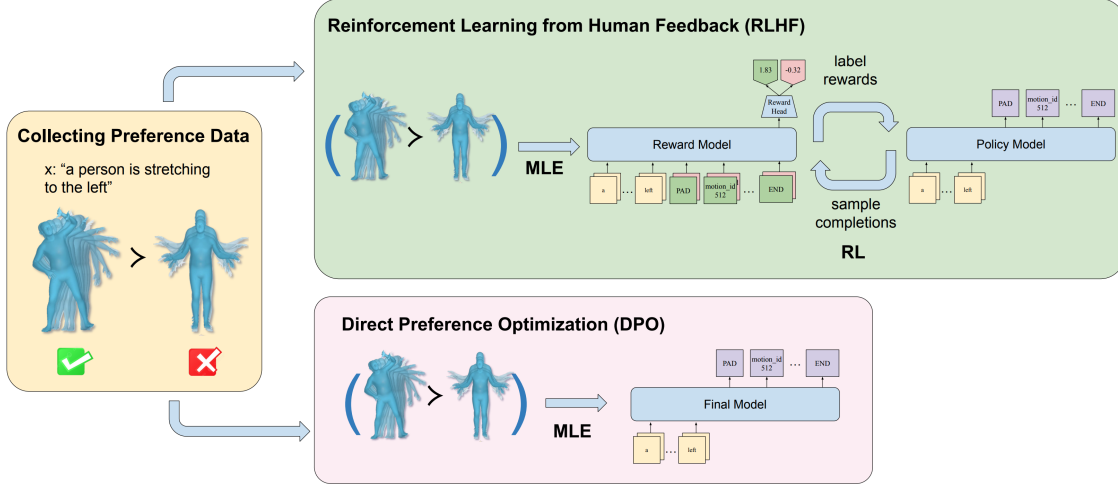 Collecting Preference Data
x: “a person is stretching
to the left”
Reinforcement Learning from Human Feedback (RLHF)
MLE
1.83
-0.32
Reward
Head
Reward Model
a
...
left
PAD
motion_id
512
...
END
label
rewards
sample
completions
RL
PAD
motion_id
512
...
END
Policy Model
a
...
left
Direct Preference Optimization (DPO)
MLE
PAD
motion_id
512
...
END
Final Model
a
...
left